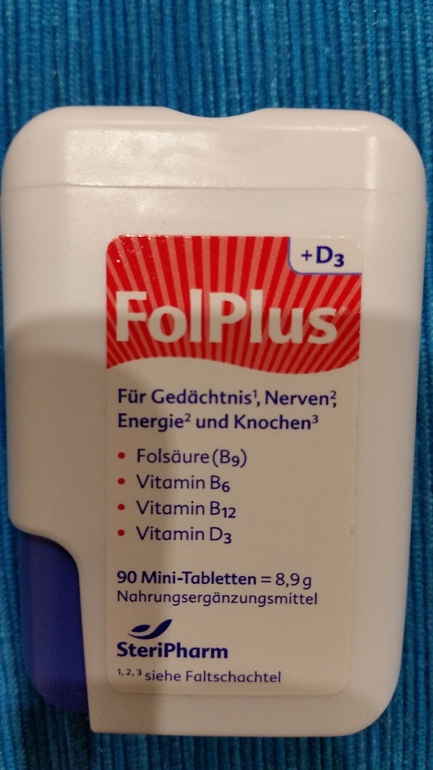 +D3
FolPlus®
Für Gedächtnis¹, Nerven²,
Energie² und Knochen³
• Folsäure (B9)
• Vitamin B6
• Vitamin B12
• Vitamin D3
90 Mini-Tabletten = 8,9 g
Nahrungsergänzungsmittel
SteriPharm
¹,²,³ siehe Faltschachtel